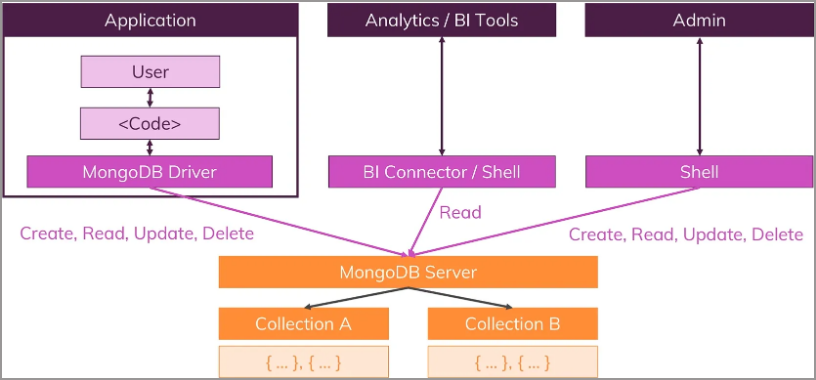 Application
Analytics / BI Tools
Admin
User
<Code>
MongoDB Driver
BI Connector / Shell
Shell
Read
Create, Read, Update, Delete
Create, Read, Update, Delete
MongoDB Server
Collection A
Collection B
{ ... }, { ... }
{ ... }, { ... }